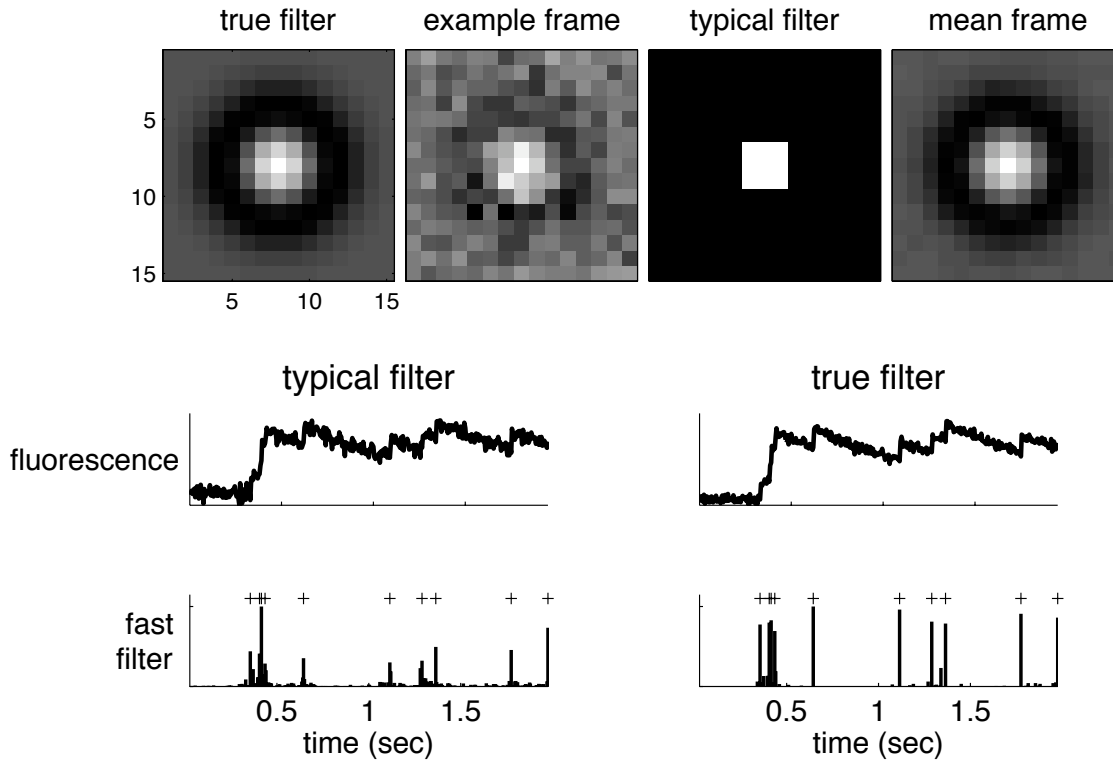 true filter example frame typical filter mean frame
5
10
15
5 10 15
typical filter true filter
fluorescence
+ + + + + + + + + + + + + + + + + + + +
fast
filter
0.5 1 1.5 0.5 1 1.5
time (sec) time (sec)